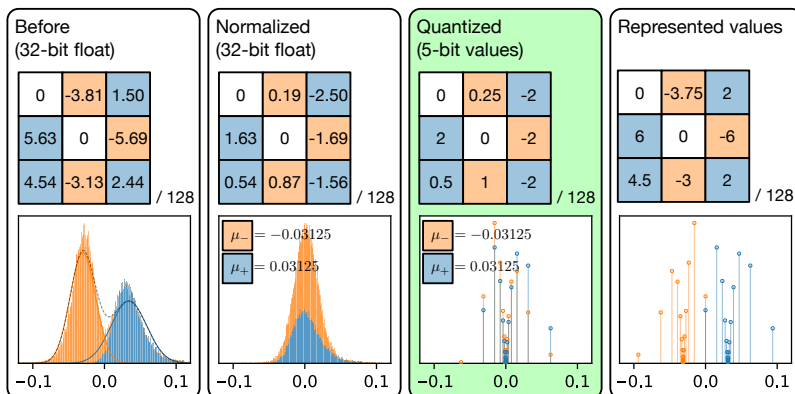 Before
(32-bit float)
0 -3.81 1.50
5.63 0 -5.69
4.54 -3.13 2.44
/ 128
−0.1 0.0 0.1
Normalized
(32-bit float)
0 0.19 -2.50
1.63 0 -1.69
0.54 0.87 -1.56
/ 128
μ− = −0.03125
μ+ = 0.03125
−0.1 0.0 0.1
Quantized
(5-bit values)
0 0.25 -2
2 0 -2
0.5 1 -2
/ 128
μ− = −0.03125
μ+ = 0.03125
−0.1 0.0 0.1
Represented values
0 -3.75 2
6 0 -6
4.5 -3 2
/ 128
−0.1 0.0 0.1